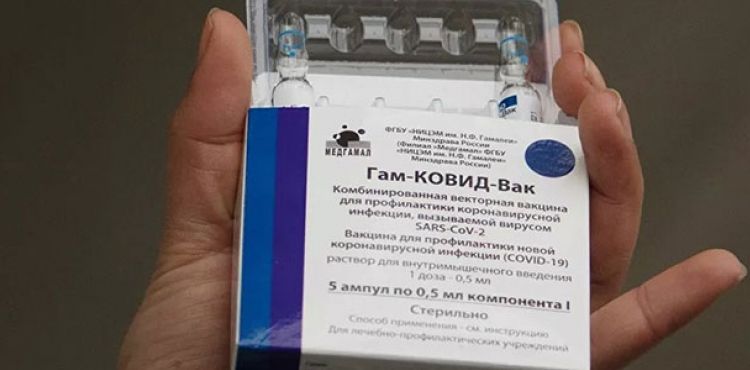 МЕДГАМАЛ
ФГБУ «НИЦЭМ им. Н.Ф. Гамалеи»
Минздрава России
(Филиал «Медгамал» ФГБУ
«НИЦЭМ им. Н.Ф. Гамалеи»
Минздрава России)
Гам-КОВИД-Вак
Комбинированная векторная вакцина
для профилактики коронавирусной
инфекции, вызываемой вирусом
SARS-CoV-2
Вакцина для профилактики новой
коронавирусной инфекции (COVID-19)
раствор для внутримышечного введения
1 доза - 0,5 мл
5 ампул по 0,5 мл компонента I
Стерильно
Способ применения - см. инструкцию
Для лечебно-профилактических учреждений